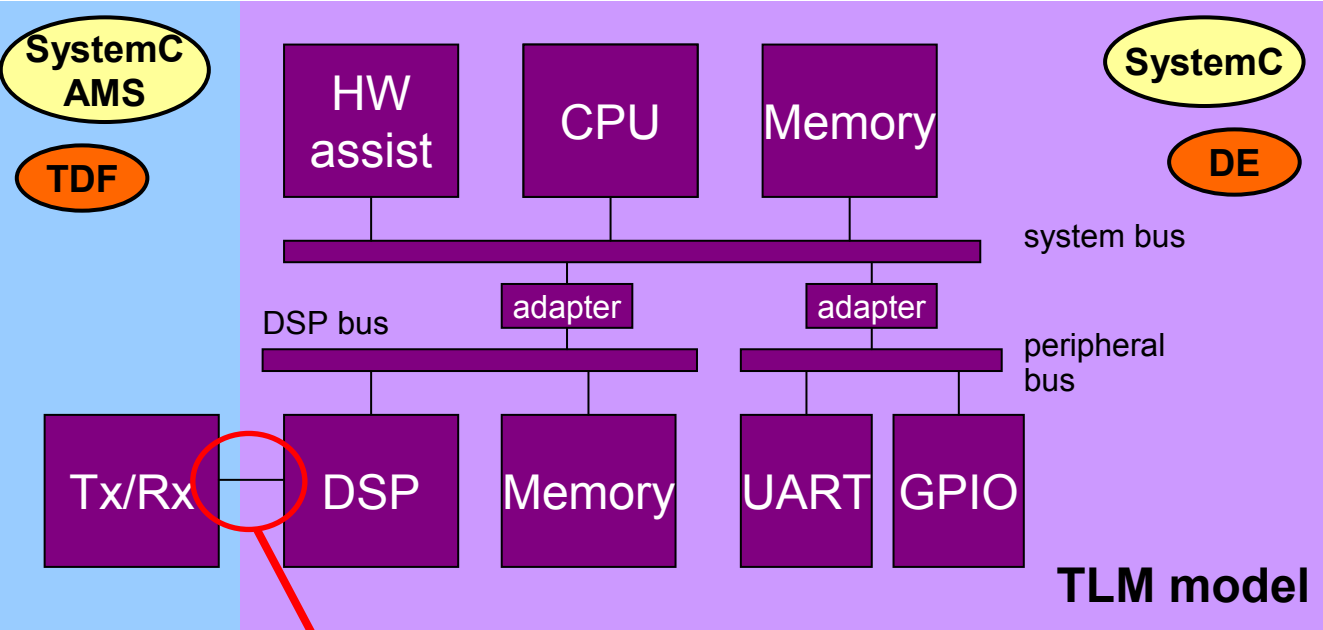 SystemC
AMS
TDF
HW
assist
CPU
Memory
SystemC
DE
system bus
adapter
adapter
DSP bus
peripheral
bus
Tx/Rx
DSP
Memory
UART
GPIO
TLM model